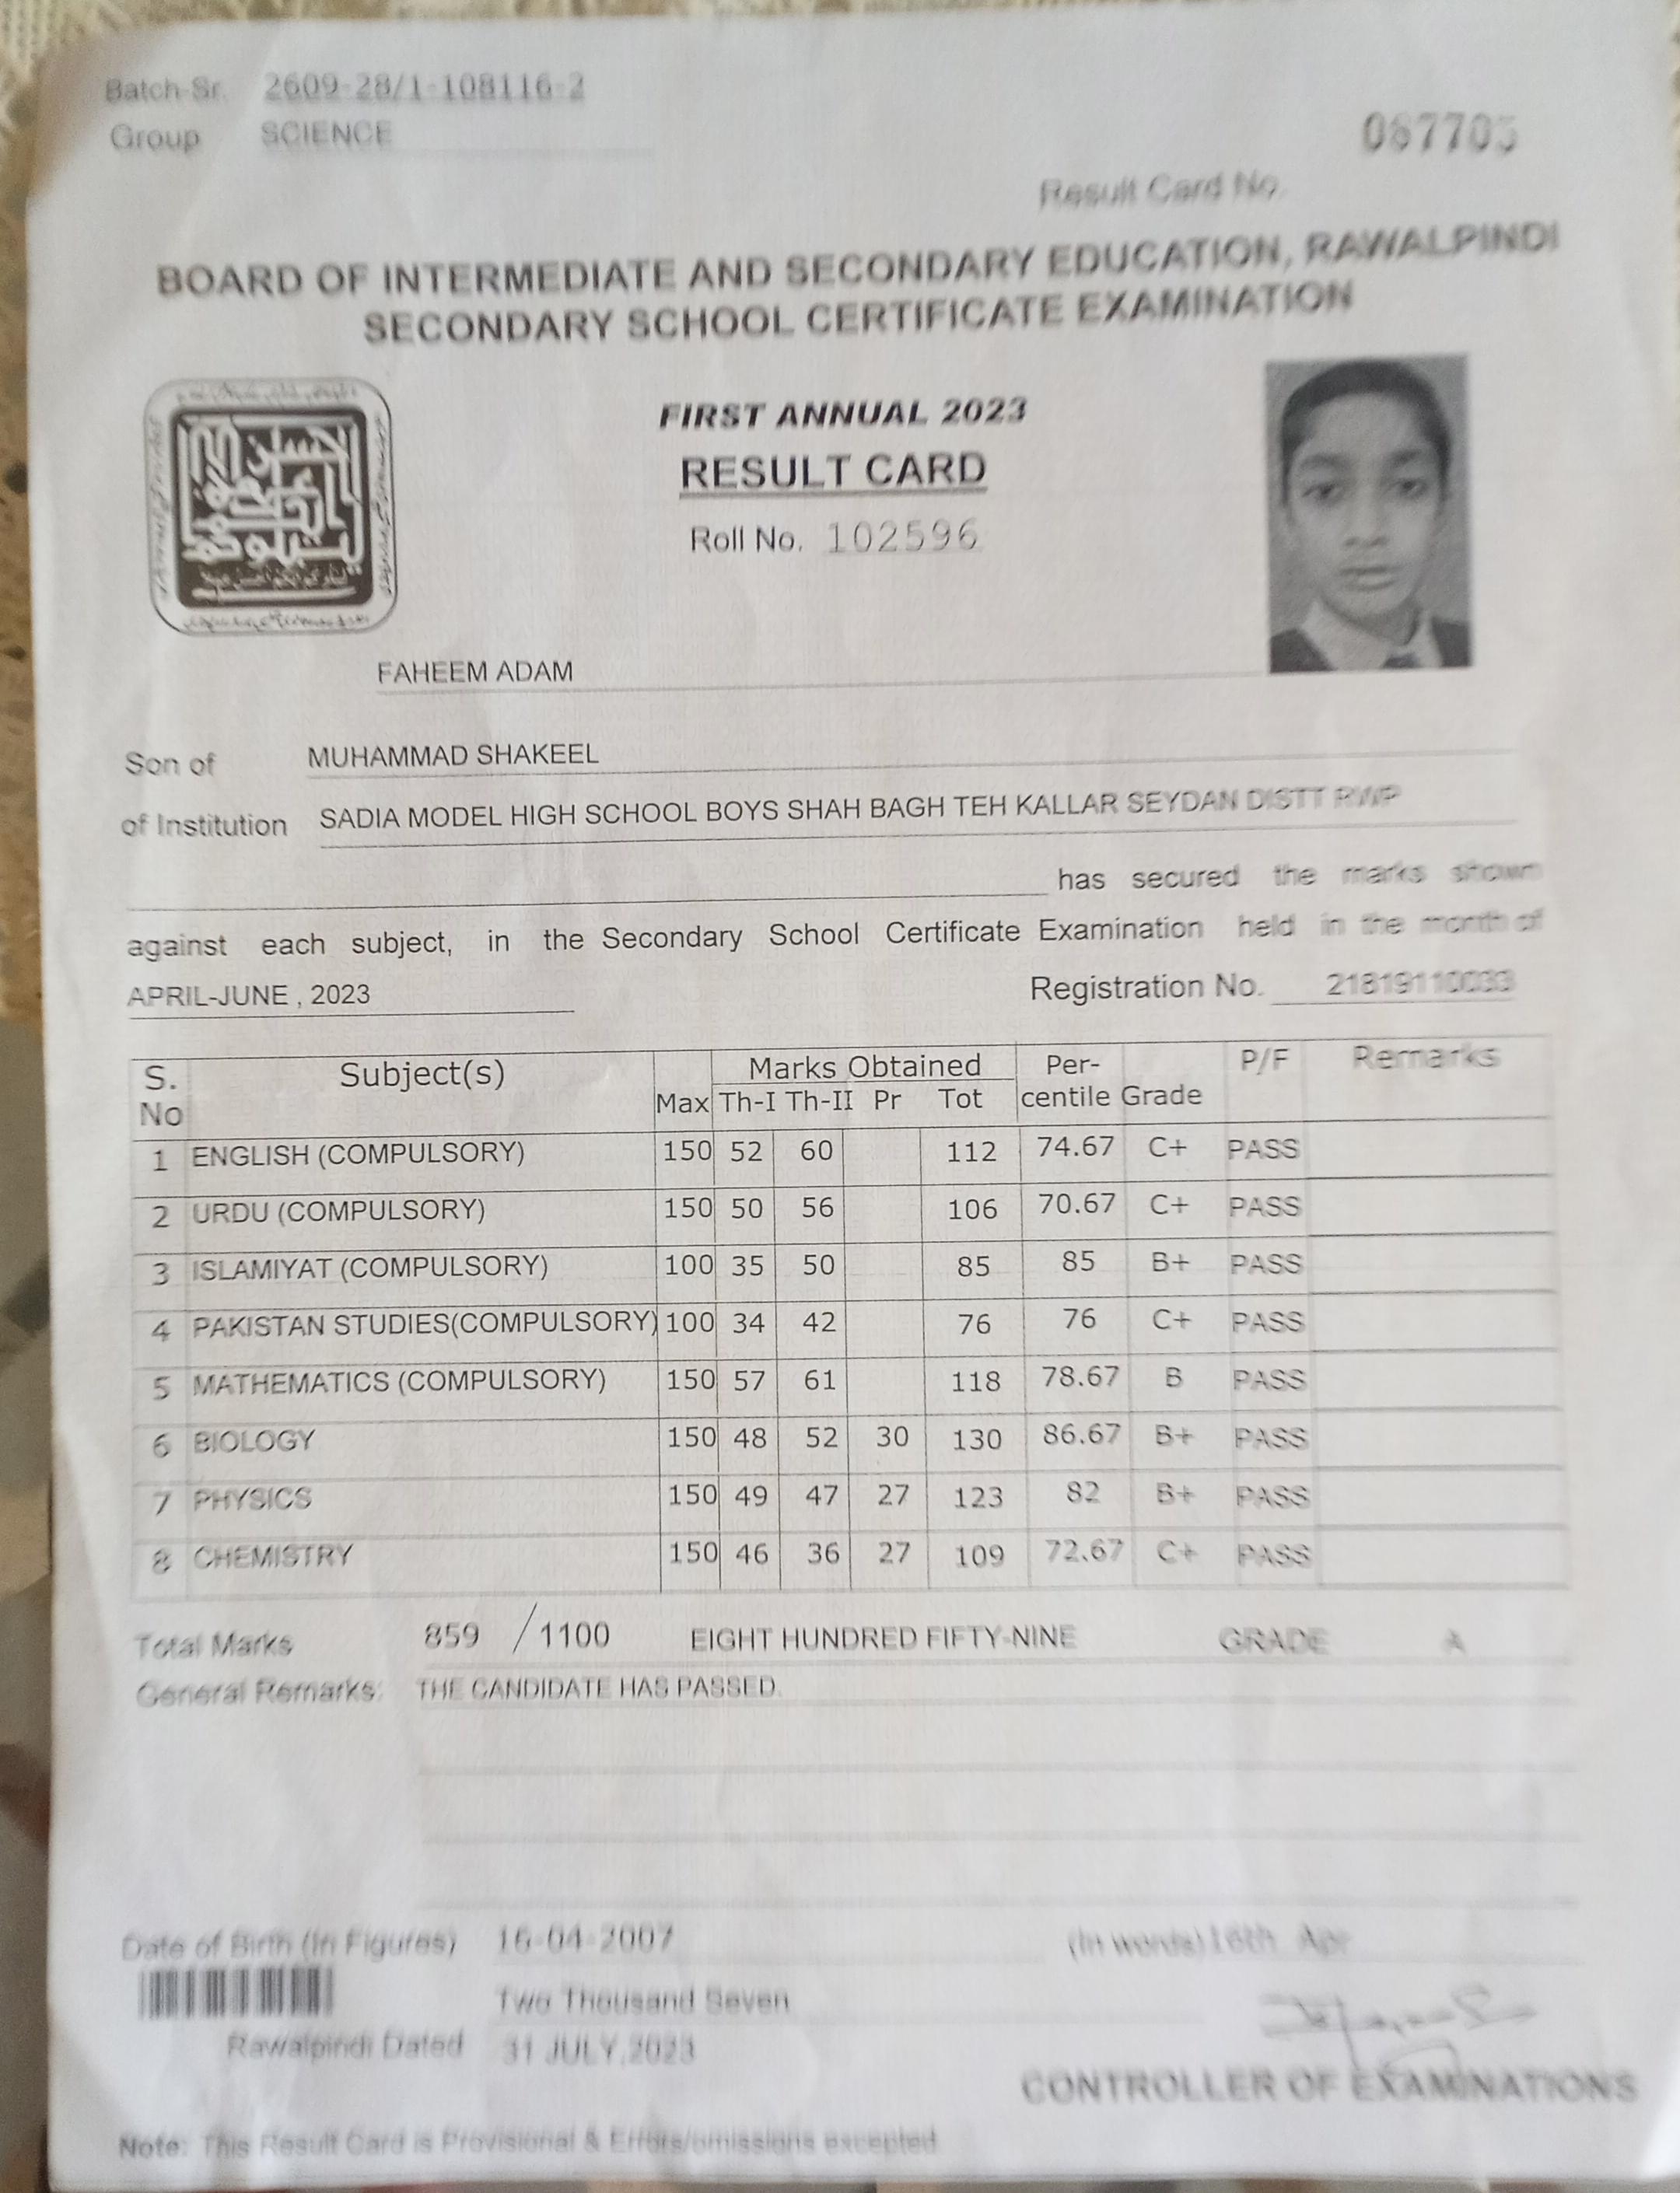 Batch-Sr. 2609-28/1-108116-2
Group SCIENCE
Result Card No.
BOARD OF INTERMEDIATE AND SECONDARY EDUCATION, RAWALPINDI
SECONDARY SCHOOL CERTIFICATE EXAMINATION
FIRST ANNUAL 2023
RESULT CARD
Roll No. 102596
FAHEEM ADAM
Son of MUHAMMAD SHAKEEL
of Institution SADIA MODEL HIGH SCHOOL BOYS SHAH BAGH TEH KALLAR SEYDAN DISTT RWP
has secured the marks shown
against each subject, in the Secondary School Certificate Examination held in the month of
APRIL-JUNE , 2023 Registration No. 21819110033
S. No Subject(s) Max Marks Obtained Th-I Th-II Pr Tot Per-centile Grade P/F Remarks
1 ENGLISH (COMPULSORY) 150 52 60 112 74.67 C+ PASS
2 URDU (COMPULSORY) 150 50 56 106 70.67 C+ PASS
3 ISLAMIYAT (COMPULSORY) 100 35 50 85 85 B+ PASS
4 PAKISTAN STUDIES(COMPULSORY) 100 34 42 76 76 C+ PASS
5 MATHEMATICS (COMPULSORY) 150 57 61 118 78.67 B PASS
6 BIOLOGY 150 48 52 30 130 86.67 B+ PASS
7 PHYSICS 150 49 47 27 123 82 B+ PASS
8 CHEMISTRY 150 46 36 27 109 72.67 C+ PASS
Total Marks 859 / 1100 EIGHT HUNDRED FIFTY-NINE GRADE A
General Remarks: THE CANDIDATE HAS PASSED.
Date of Birth (In Figures) 16-04-2007 (In words) 16th Apr
Two Thousand Seven
Rawalpindi Dated 31 JULY,2023
CONTROLLER OF EXAMINATIONS
Note: This Result Card is Provisional & Errors/omissions excepted